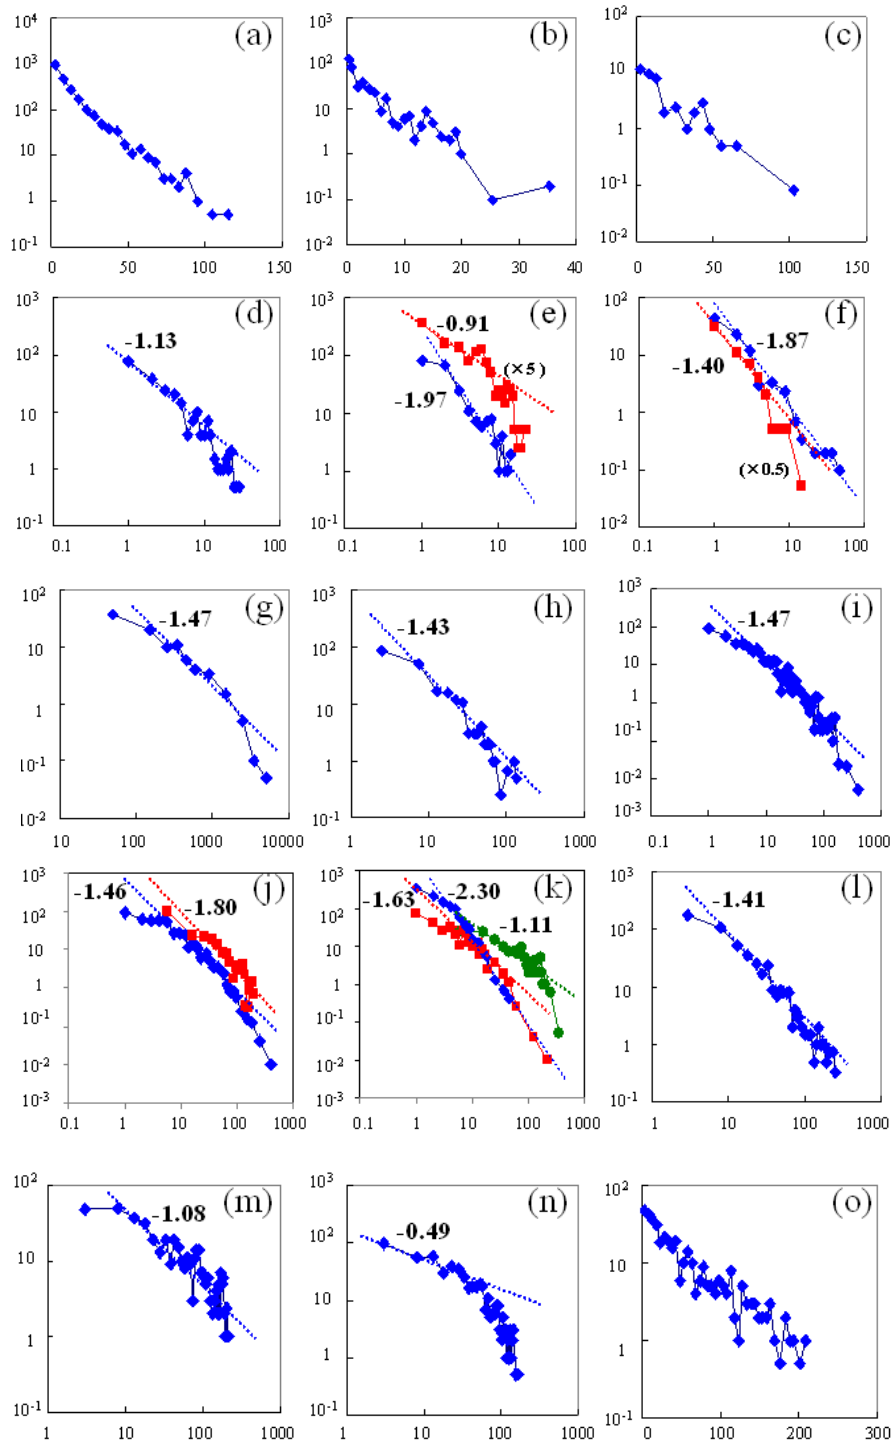 10⁴ (a)
10³
10²
10
1
10⁻¹
0 50 100 150
10³ (b)
10²
10
1
10⁻¹
10⁻²
0 10 20 30 40
10² (c)
10
1
10⁻¹
10⁻²
0 50 100 150
10³ (d)
-1.13
10²
10
1
10⁻¹
0.1 1 10 100
10³ (e)
-0.91
10²
(×5)
-1.97
10
1
10⁻¹
0.1 1 10 100
10² (f)
-1.87
-1.40
10
1
(×0.5)
10⁻¹
10⁻²
0.1 1 10 100
10² (g)
-1.47
10
1
10⁻¹
10⁻²
10 100 1000 10000
10³ (h)
-1.43
10²
10
1
10⁻¹
1 10 100 1000
10³ (i)
-1.47
10²
10
1
10⁻¹
10⁻²
10⁻³
0.1 1 10 100 1000
10³ (j)
-1.46
-1.80
10²
10
1
10⁻¹
10⁻²
10⁻³
0.1 1 10 100 1000
10³ (k)
-1.63 -2.30
-1.11
10²
10
1
10⁻¹
10⁻²
10⁻³
0.1 1 10 100 1000
10³ (l)
-1.41
10²
10
1
10⁻¹
1 10 100 1000
10² (m)
-1.08
10
1
10⁻¹
1 10 100 1000
10³ (n)
-0.49
10²
10
1
10⁻¹
1 10 100 1000
10² (o)
10
1
10⁻¹
0 100 200 300